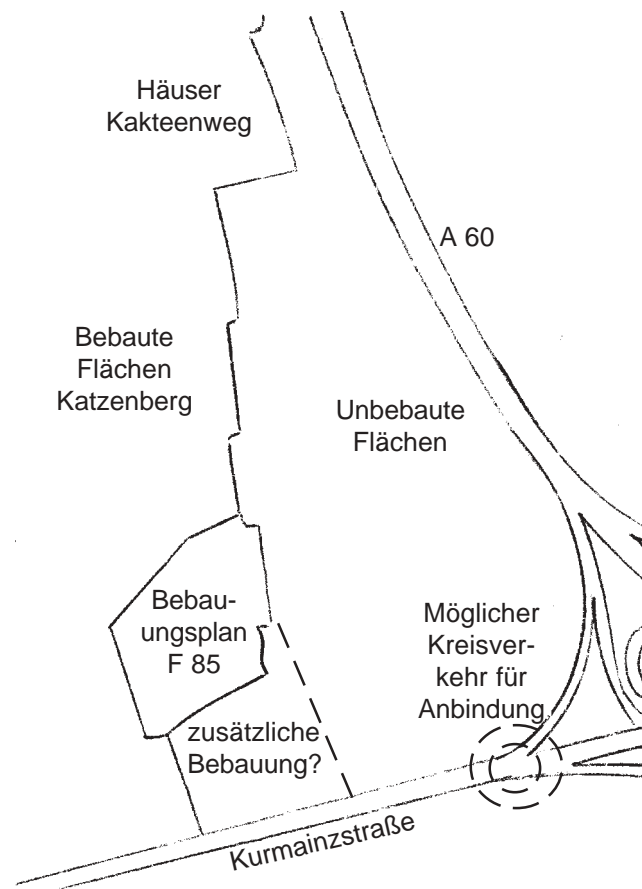 Häuser
Kakteenweg
A 60
Bebaute
Flächen
Katzenberg
Unbebaute
Flächen
Bebau-
ungsplan
F 85
Möglicher
Kreisver-
kehr für
Anbindung
zusätzliche
Bebauung?
Kurmainzstraße